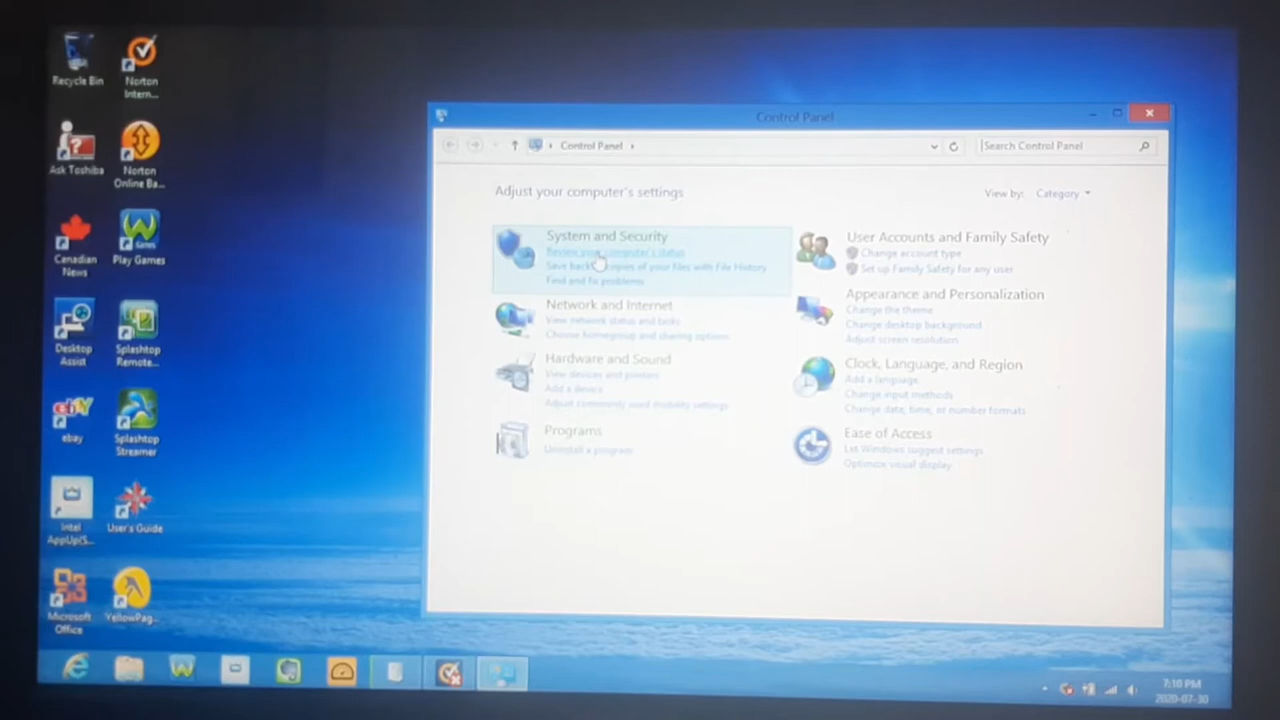 Recycle Bin
Norton
Intern...
Ask Toshiba
Norton
Online Ba...
Canadian
News
Games
Play Games
Desktop
Assist
Splashtop
Remote...
ebay
ebay
Splashtop
Streamer
Intel
AppUp(S...
User's Guide
Microsoft
Office
YellowPag...
Control Panel
Control Panel
Search Control Panel
Adjust your computer's settings
View by: Category
System and Security
Review your computer's status
Save backup copies of your files with File History
Find and fix problems
Network and Internet
View network status and tasks
Choose homegroup and sharing options
Hardware and Sound
View devices and printers
Add a device
Adjust commonly used mobility settings
Programs
Uninstall a program
User Accounts and Family Safety
Change account type
Set up Family Safety for any user
Appearance and Personalization
Change the theme
Change desktop background
Adjust screen resolution
Clock, Language, and Region
Add a language
Change input methods
Change date, time, or number formats
Ease of Access
Let Windows suggest settings
Optimize visual display
7:10 PM
2020-07-30